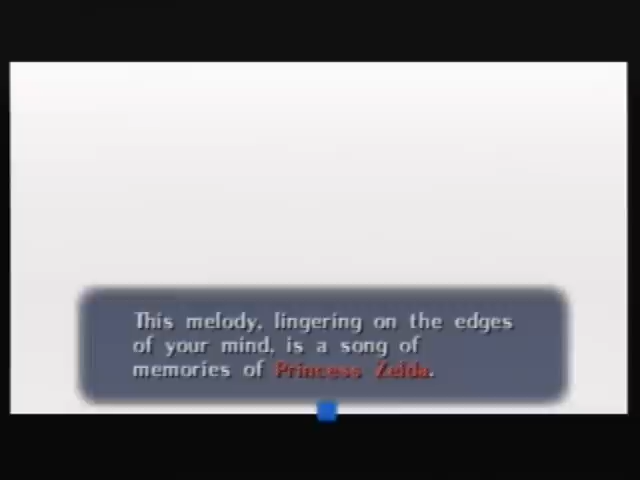 This melody, lingering on the edges
of your mind, is a song of
memories of Princess Zelda.